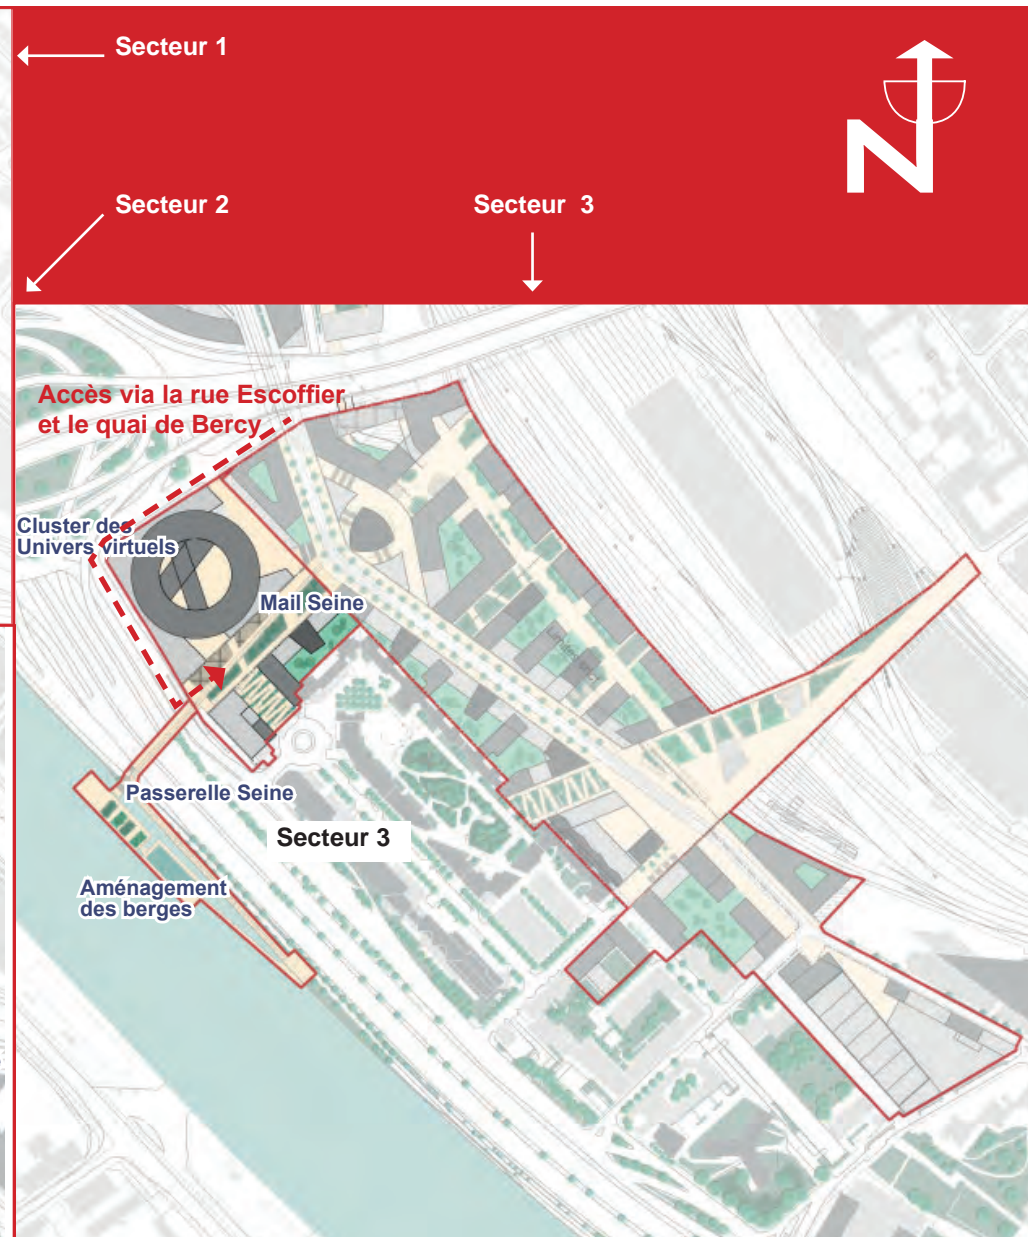 Secteur 1
Secteur 2
Secteur 3
N
Accès via la rue Escoffier
et le quai de Bercy
Cluster des
Univers virtuels
Mail Seine
Passerelle Seine
Secteur 3
Aménagement
des berges